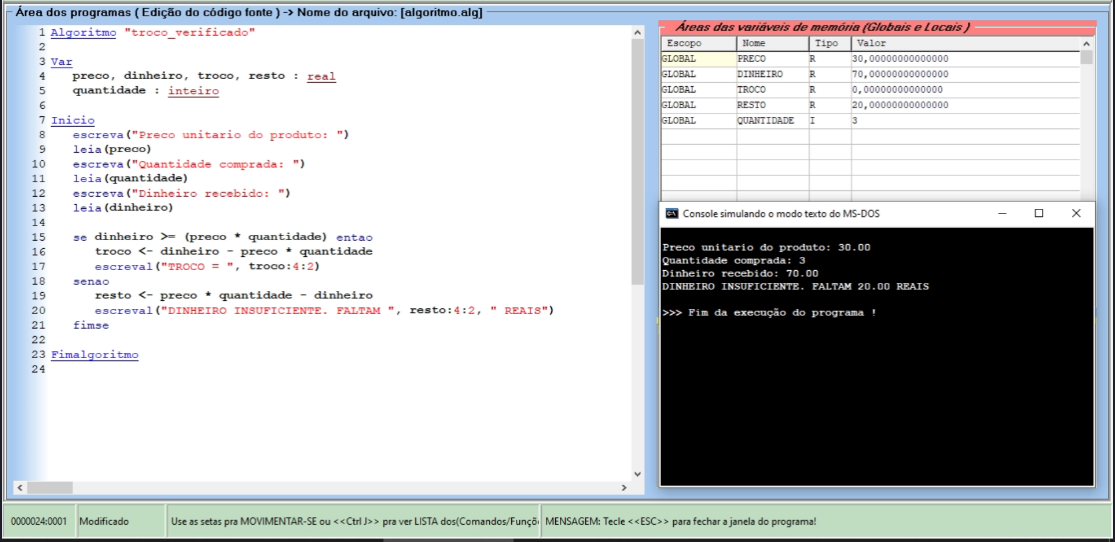 Área dos programas ( Edição do código fonte ) -> Nome do arquivo: [algoritmo.alg]
1 Algoritmo "troco_verificado"
2
3 Var
4 preco, dinheiro, troco, resto : real
5 quantidade : inteiro
6
7 Inicio
8 escreva("Preco unitario do produto: ")
9 leia(preco)
10 escreva("Quantidade comprada: ")
11 leia(quantidade)
12 escreva("Dinheiro recebido: ")
13 leia(dinheiro)
14
15 se dinheiro >= (preco * quantidade) entao
16 troco <- dinheiro - preco * quantidade
17 escreval("TROCO = ", troco:4:2)
18 senao
19 resto <- preco * quantidade - dinheiro
20 escreval("DINHEIRO INSUFICIENTE. FALTAM ", resto:4:2, " REAIS")
21 fimse
22
23 Fimalgoritmo
24
Áreas das variáveis de memória (Globais e Locais )
Escopo Nome Tipo Valor
GLOBAL PRECO R 30,00000000000000
GLOBAL DINHEIRO R 70,00000000000000
GLOBAL TROCO R 0,00000000000000
GLOBAL RESTO R 20,00000000000000
GLOBAL QUANTIDADE I 3
Console simulando o modo texto do MS-DOS
Preco unitario do produto: 30.00
Quantidade comprada: 3
Dinheiro recebido: 70.00
DINHEIRO INSUFICIENTE. FALTAM 20.00 REAIS
>>> Fim da execução do programa !
0000024:0001 Modificado Use as setas pra MOVIMENTAR-SE ou <<Ctrl J>> pra ver LISTA dos(Comandos/Funçõ MENSAGEM: Tecle <<ESC>> para fechar a janela do programa!